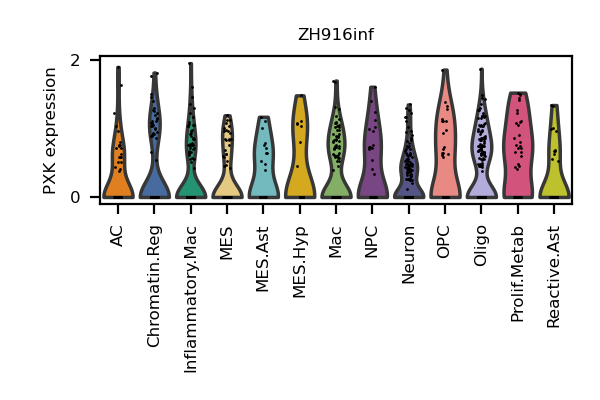 ZH916inf
PXK expression
2
0
AC
Chromatin.Reg
Inflammatory.Mac
MES
MES.Ast
MES.Hyp
Mac
NPC
Neuron
OPC
Oligo
Prolif.Metab
Reactive.Ast